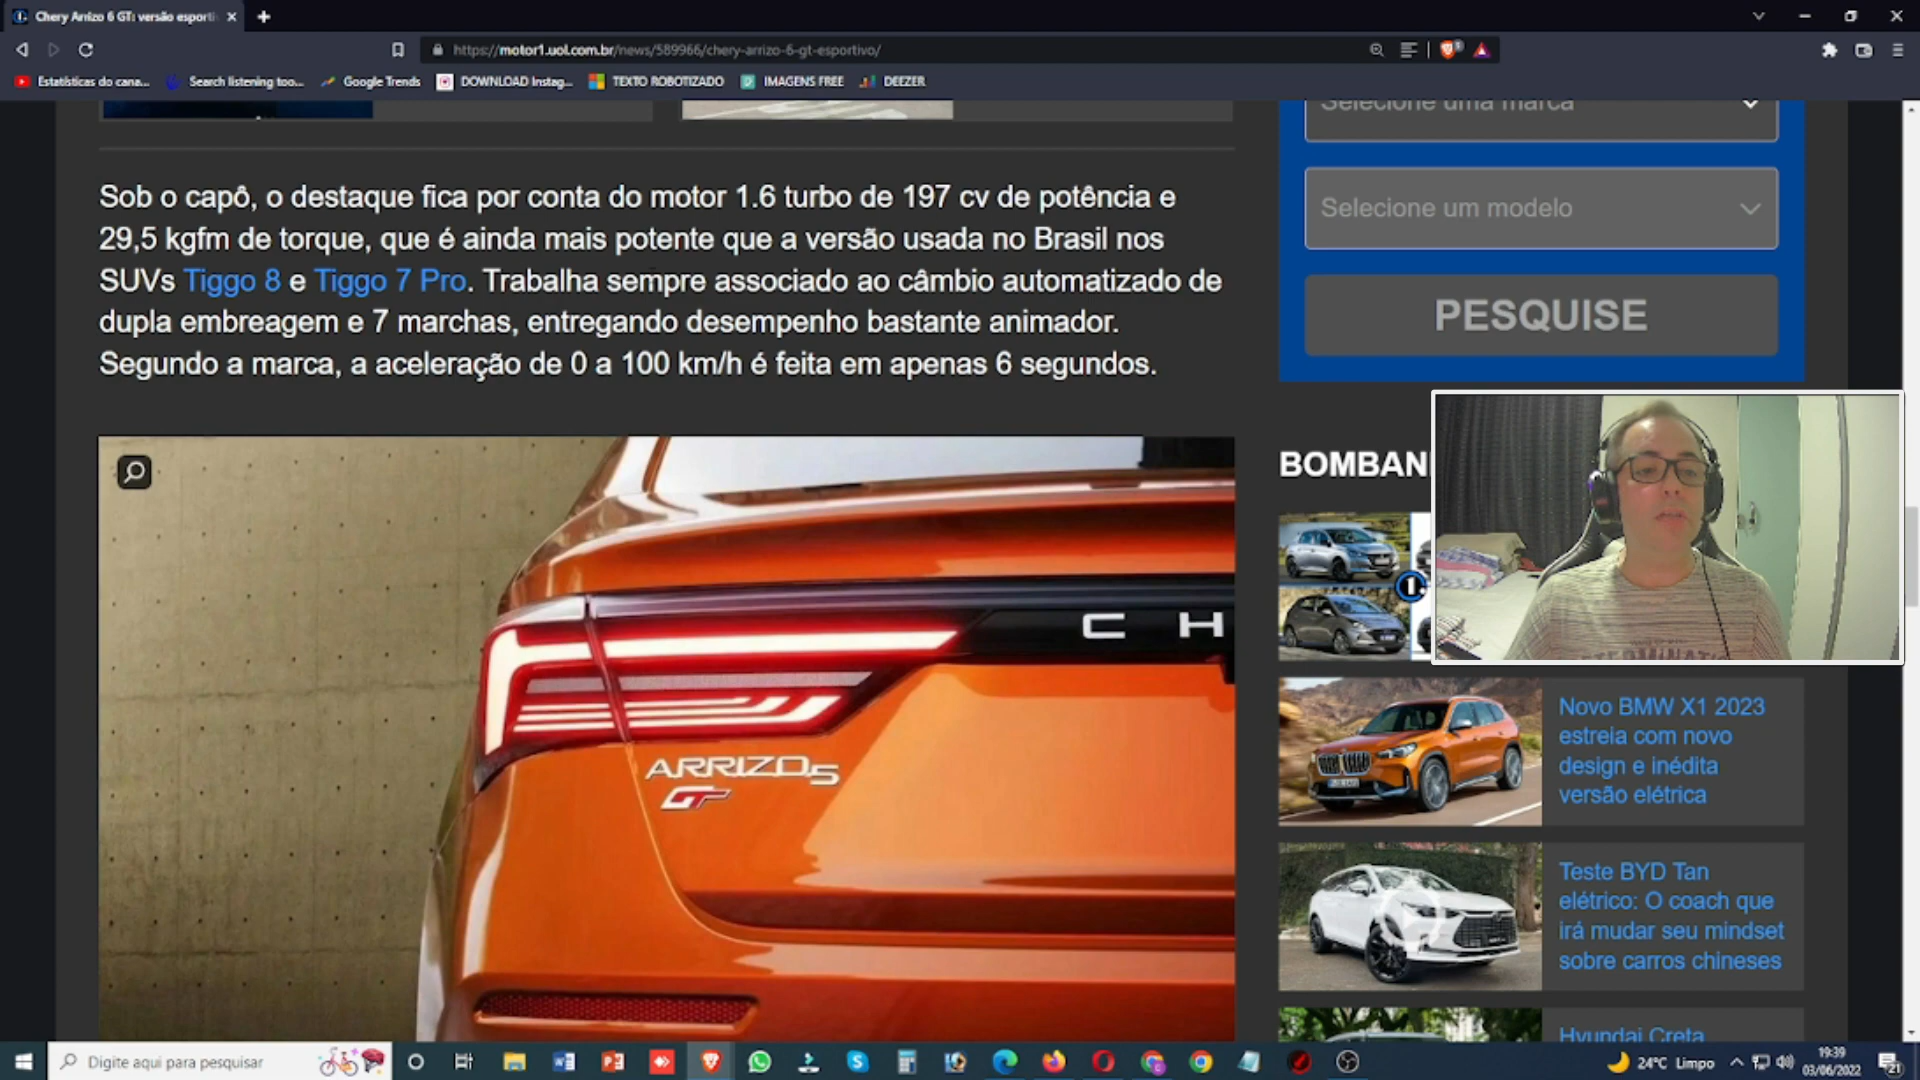 Chery Arrizo 6 GT: versão esporti
https://motor1.uol.com.br/news/589966/chery-arrizo-6-gt-esportivo/
Estatísticas do cana...
Search listening too...
Google Trends
DOWNLOAD Instag...
TEXTO ROBOTIZADO
IMAGENS FREE
DEEZER
Selecione uma marca
Selecione um modelo
PESQUISE
Sob o capô, o destaque fica por conta do motor 1.6 turbo de 197 cv de potência e
29,5 kgfm de torque, que é ainda mais potente que a versão usada no Brasil nos
SUVs Tiggo 8 e Tiggo 7 Pro. Trabalha sempre associado ao câmbio automatizado de
dupla embreagem e 7 marchas, entregando desempenho bastante animador.
Segundo a marca, a aceleração de 0 a 100 km/h é feita em apenas 6 segundos.
C H
ARRIZO5
GT
BOMBAN
1.
Novo BMW X1 2023
estreia com novo
design e inédita
versão elétrica
Teste BYD Tan
elétrico: O coach que
irá mudar seu mindset
sobre carros chineses
Hyundai Creta
Digite aqui para pesquisar
24°C Limpo
19:39
03/06/2022
21